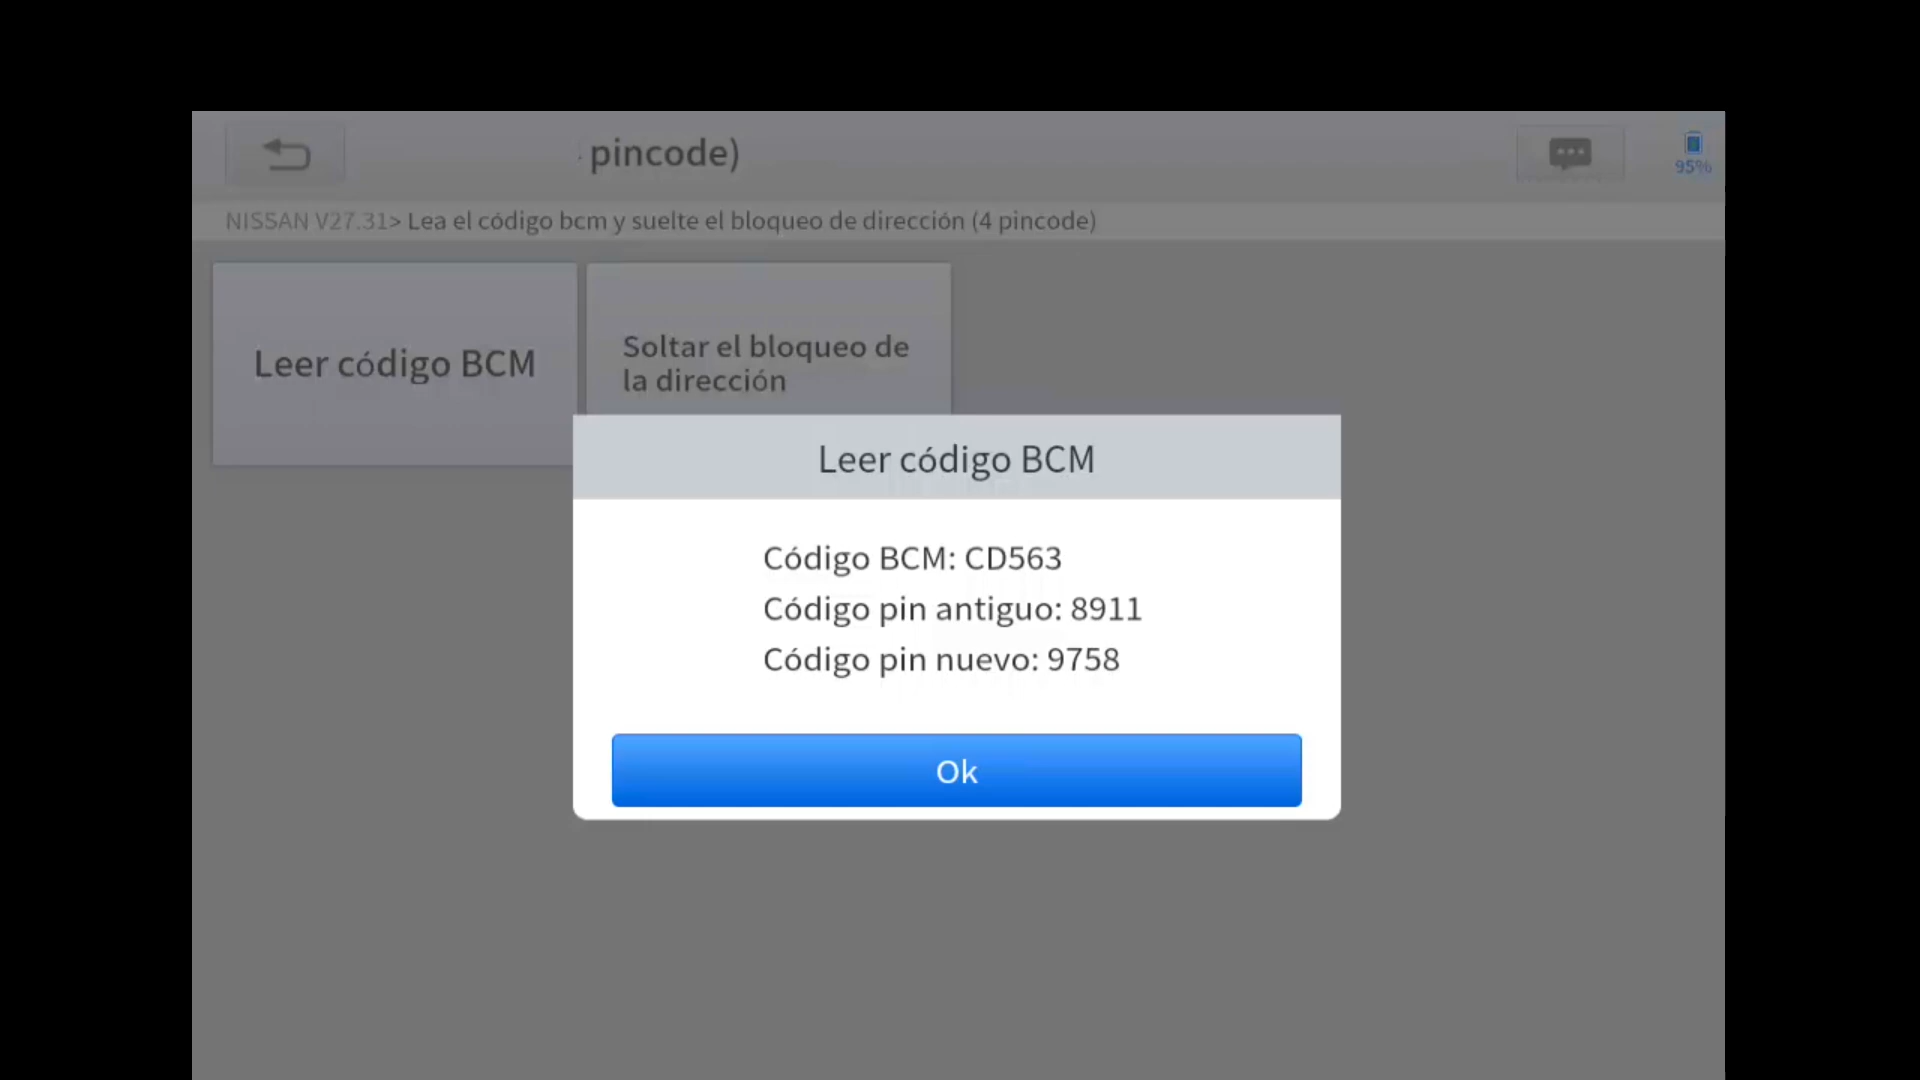 pincode)
95%
NISSAN V27.31> Lea el código bcm y suelte el bloqueo de dirección (4 pincode)
Leer código BCM
Soltar el bloqueo de
la dirección
Leer código BCM
Código BCM: CD563
Código pin antiguo: 8911
Código pin nuevo: 9758
Ok